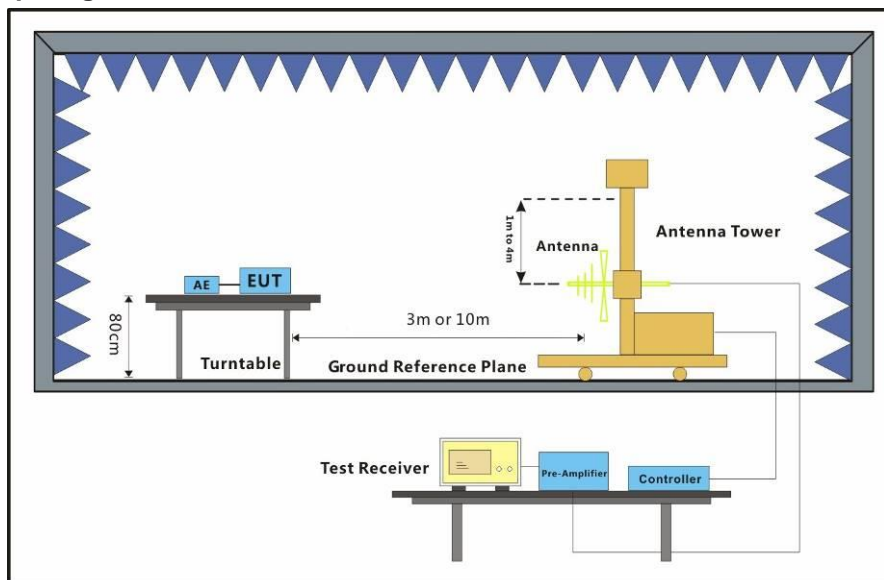 1m to 4m
Antenna
Antenna Tower
AE
EUT
80cm
3m or 10m
Turntable
Ground Reference Plane
Test Receiver
Pre-Amplifier
Controller